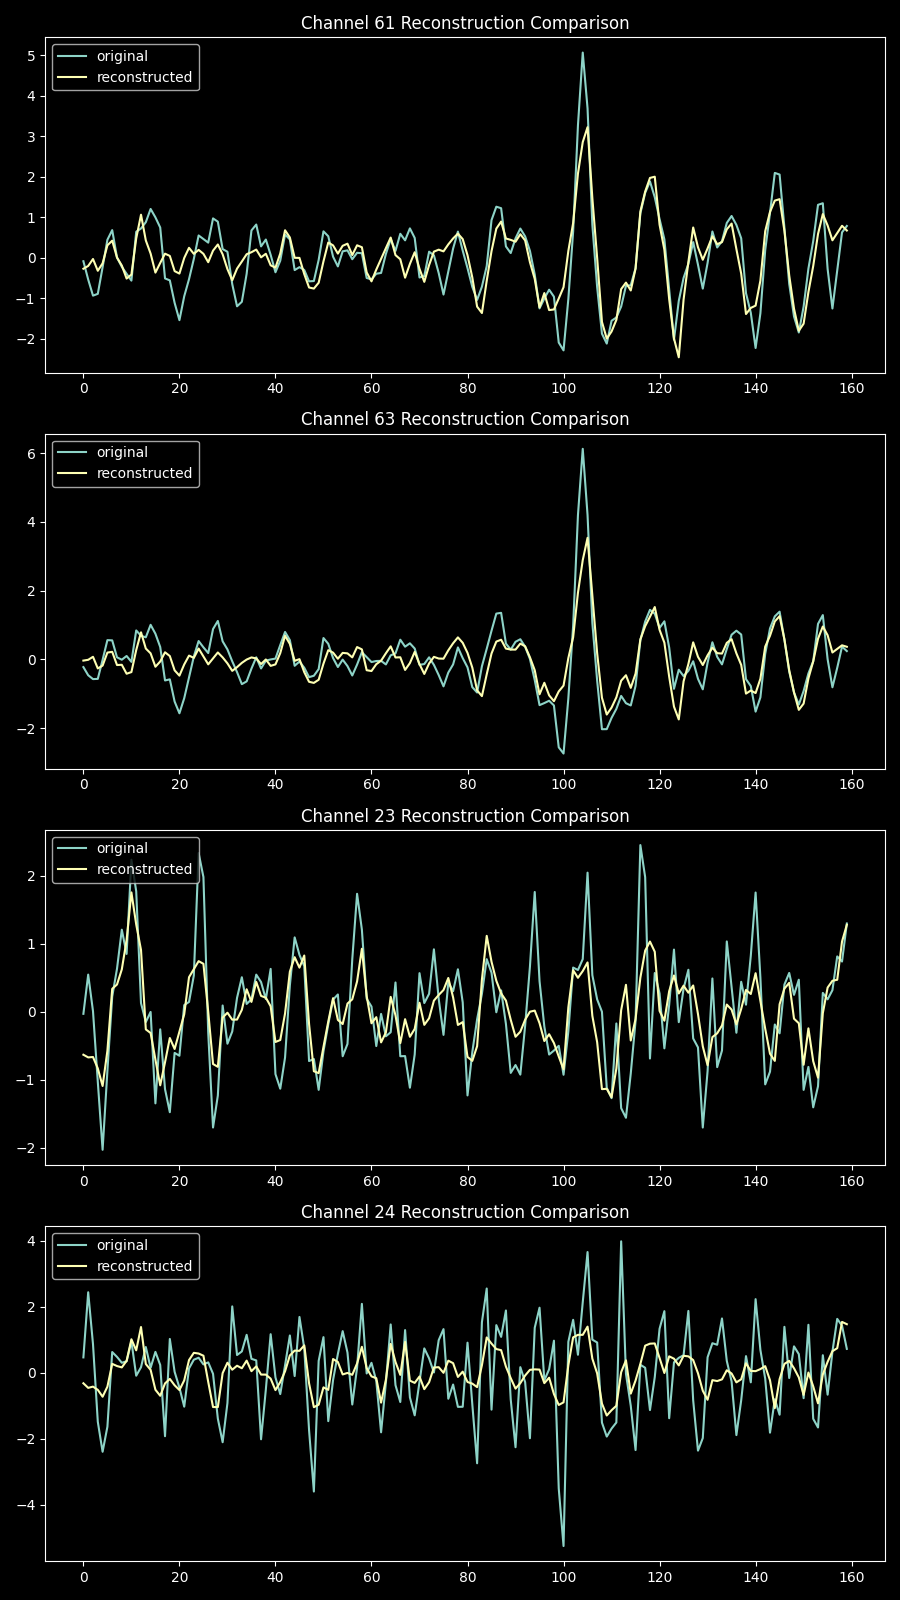 Channel 61 Reconstruction Comparison
original
reconstructed
5
4
3
2
1
0
−1
−2
0 20 40 60 80 100 120 140 160
Channel 63 Reconstruction Comparison
original
reconstructed
6
4
2
0
−2
0 20 40 60 80 100 120 140 160
Channel 23 Reconstruction Comparison
original
reconstructed
2
1
0
−1
−2
0 20 40 60 80 100 120 140 160
Channel 24 Reconstruction Comparison
original
reconstructed
4
2
0
−2
−4
0 20 40 60 80 100 120 140 160